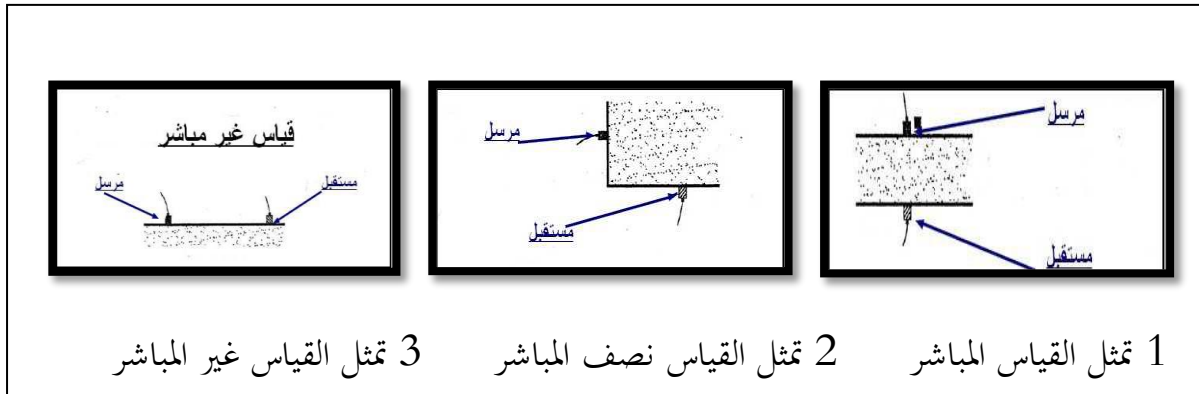 مرسل
مستقبل
مرسل
مستقبل
قياس غير مباشر
مستقبل
مرسل
1 تمثل القياس المباشر
2 تمثل القياس نصف المباشر
3 تمثل القياس غير المباشر